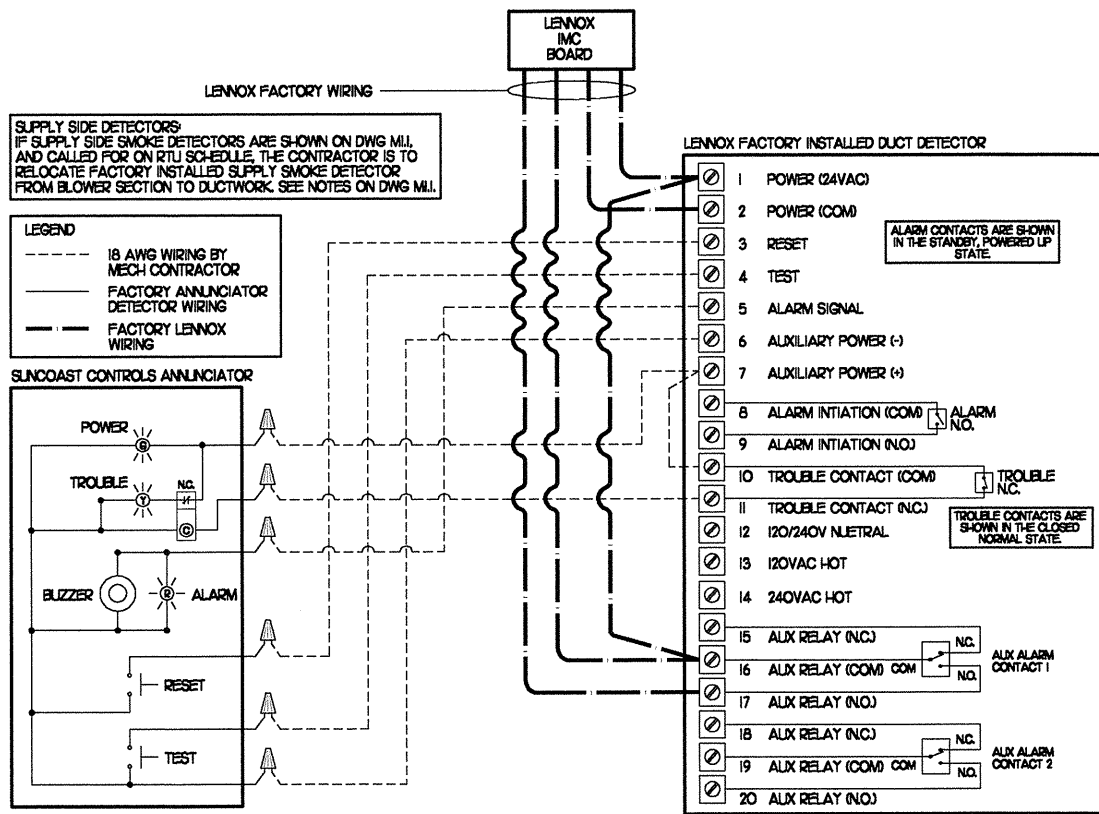 LENNOX
IMC
BOARD
LENNOX FACTORY WIRING
SUPPLY SIDE DETECTORS:
IF SUPPLY SIDE SMOKE DETECTORS ARE SHOWN ON DWG M1.1,
AND CALLED FOR ON RTU SCHEDULE, THE CONTRACTOR IS TO
RELOCATE FACTORY INSTALLED SUPPLY SMOKE DETECTOR
FROM BLOWER SECTION TO DUCTWORK. SEE NOTES ON DWG M1.1.
LEGEND
18 AWG WIRING BY
MECH CONTRACTOR
FACTORY ANNUNCIATOR
DETECTOR WIRING
FACTORY LENNOX
WIRING
SUNCOAST CONTROLS ANNUNCIATOR
POWER
G
TROUBLE
Y
N.C.
C
BUZZER
R
ALARM
RESET
TEST
LENNOX FACTORY INSTALLED DUCT DETECTOR
1 POWER (24VAC)
2 POWER (COM)
3 RESET
4 TEST
5 ALARM SIGNAL
6 AUXILIARY POWER (-)
7 AUXILIARY POWER (+)
8 ALARM INTIATION (COM)
9 ALARM INTIATION (N.O.)
10 TROUBLE CONTACT (COM)
11 TROUBLE CONTACT (N.C.)
12 120/240V NUETRAL
13 120VAC HOT
14 240VAC HOT
15 AUX RELAY (N.C.)
16 AUX RELAY (COM) COM
17 AUX RELAY (N.O.)
18 AUX RELAY (N.C.)
19 AUX RELAY (COM) COM
20 AUX RELAY (N.O.)
ALARM CONTACTS ARE SHOWN
IN THE STANDBY, POWERED UP
STATE.
ALARM
N.O.
TROUBLE
N.C.
TROUBLE CONTACTS ARE
SHOWN IN THE CLOSED
NORMAL STATE.
N.C.
N.O.
AUX ALARM
CONTACT 1
N.C.
N.O.
AUX ALARM
CONTACT 2